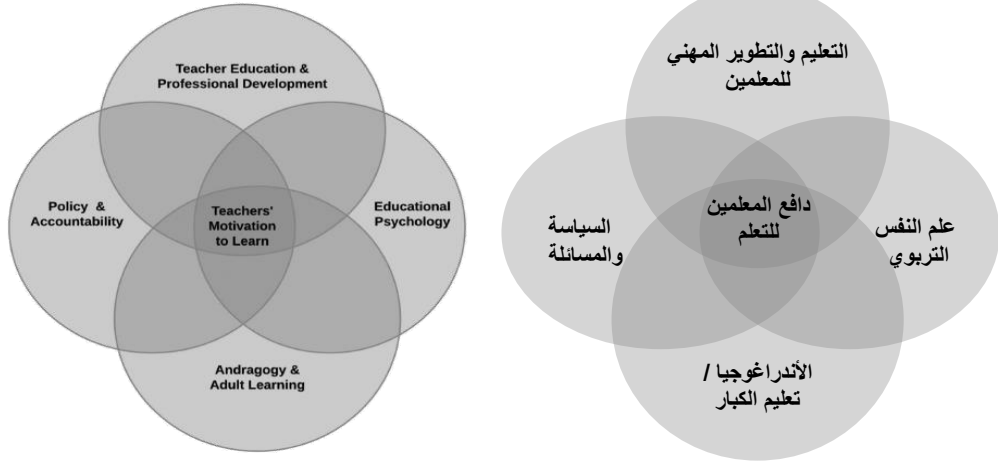 Teacher Education &
Professional Development
Policy &
Accountability
Teachers'
Motivation
to Learn
Educational
Psychology
Andragogy &
Adult Learning
التعليم والتطوير المهني
للمعلمين
علم النفس
التربوي
دافع المعلمين
للتعلم
السياسة
والمسائلة
الأندراغوجيا /
تعليم الكبار